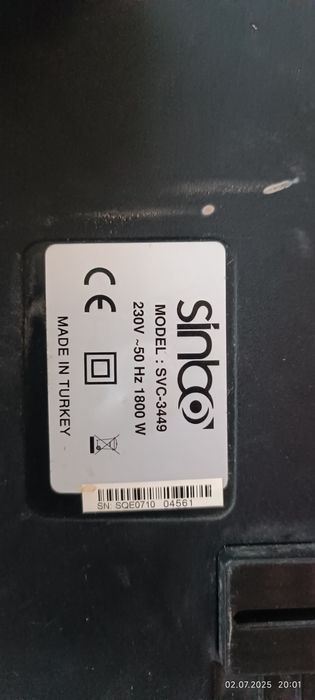 sinbo
MODEL : SVC-3449
230V ~50 Hz 1800 W
CE
MADE IN TURKEY
SN: SQE0710 04561
02.07.2025 20:01